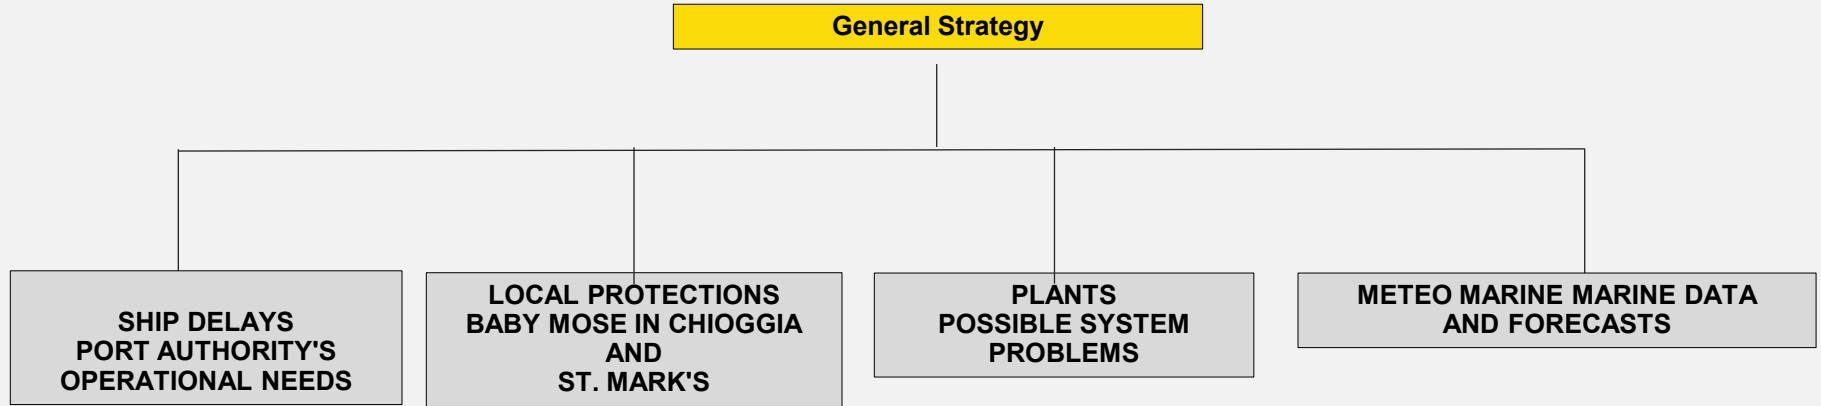 General Strategy
SHIP DELAYS
PORT AUTHORITY'S
OPERATIONAL NEEDS
LOCAL PROTECTIONS
BABY MOSE IN CHIOGGIA
AND
ST. MARK'S
PLANTS
POSSIBLE SYSTEM
PROBLEMS
METEO MARINE MARINE DATA
AND FORECASTS